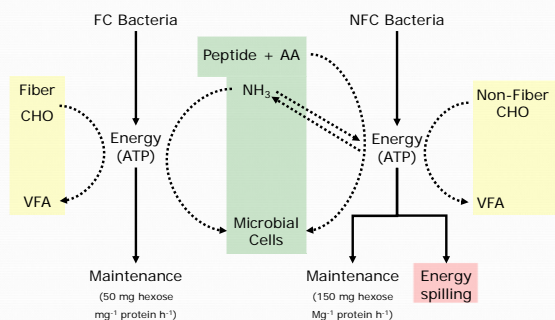 FC Bacteria
NFC Bacteria
Peptide + AA
Fiber
CHO
NH3
Non-Fiber
CHO
Energy
(ATP)
Energy
(ATP)
VFA
VFA
Microbial
Cells
Maintenance
(50 mg hexose
mg-1 protein h-1)
Maintenance
(150 mg hexose
Mg-1 protein h-1)
Energy
spilling